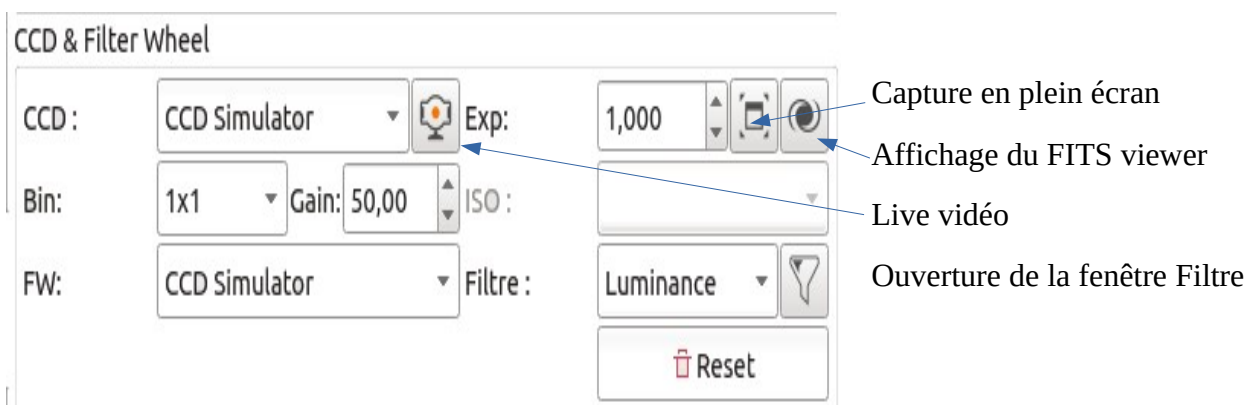 CCD & Filter Wheel
CCD : CCD Simulator Exp: 1,000 Capture en plein écran
Affichage du FITS viewer
Bin: 1x1 Gain: 50,00 ISO : Live vidéo
FW: CCD Simulator Filtre : Luminance Ouverture de la fenêtre Filtre
Reset